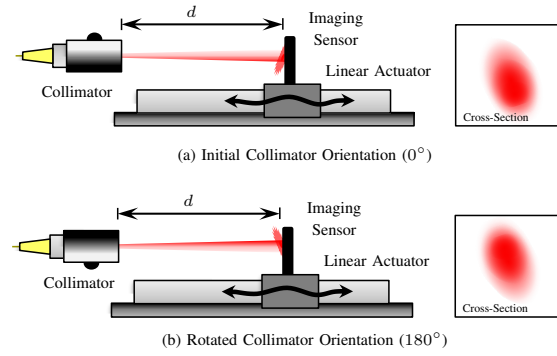 d
Imaging
Sensor
Linear Actuator
Collimator
Cross-Section
(a) Initial Collimator Orientation (0°)
d
Imaging
Sensor
Linear Actuator
Collimator
Cross-Section
(b) Rotated Collimator Orientation (180°)